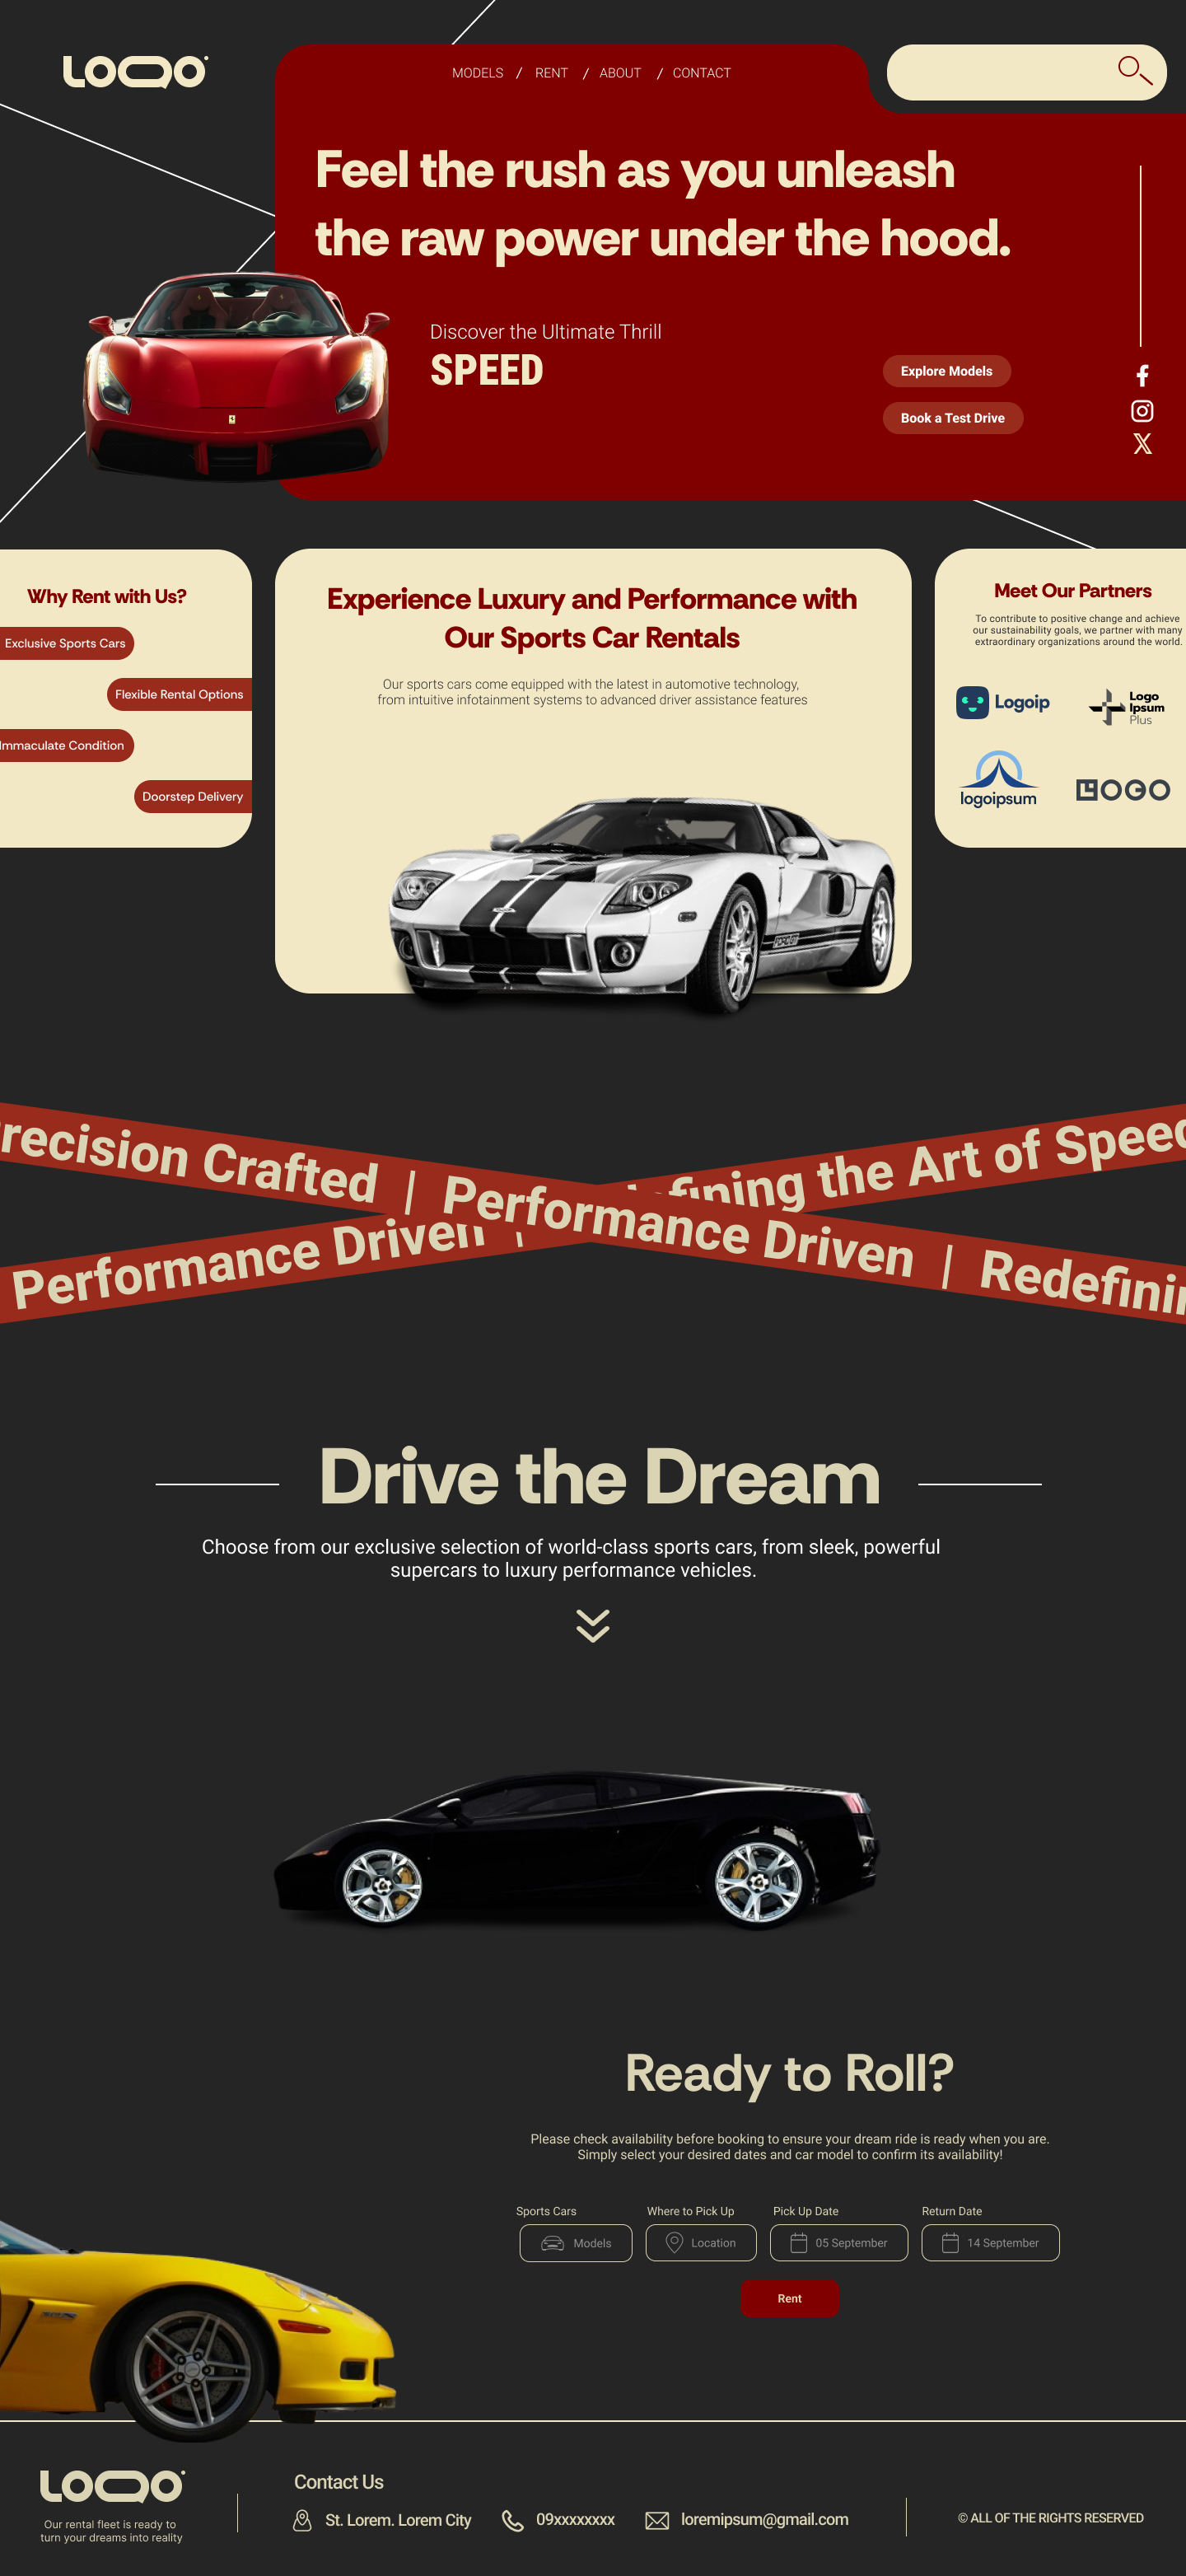 LOQO
MODELS / RENT / ABOUT / CONTACT
Feel the rush as you unleash
the raw power under the hood.
Discover the Ultimate Thrill
SPEED
Explore Models
Book a Test Drive
Why Rent with Us?
Exclusive Sports Cars
Flexible Rental Options
Immaculate Condition
Doorstep Delivery
Experience Luxury and Performance with
Our Sports Car Rentals
Our sports cars come equipped with the latest in automotive technology,
from intuitive infotainment systems to advanced driver assistance features
FORD GT
Meet Our Partners
To contribute to positive change and achieve
our sustainability goals, we partner with many
extraordinary organizations around the world.
Logoip
Logo
Ipsum
Plus
logoipsum
LOGO
recision Crafted | Performance Driven | Redefini
Performance Driven | efining the Art of Speed
Drive the Dream
Choose from our exclusive selection of world-class sports cars, from sleek, powerful
supercars to luxury performance vehicles.
Ready to Roll?
Please check availability before booking to ensure your dream ride is ready when you are.
Simply select your desired dates and car model to confirm its availability!
Sports Cars
Where to Pick Up
Pick Up Date
Return Date
Models
Location
05 September
14 September
Rent
LOQO
Our rental fleet is ready to
turn your dreams into reality
Contact Us
St. Lorem. Lorem City
09xxxxxxxx
loremipsum@gmail.com
© ALL OF THE RIGHTS RESERVED